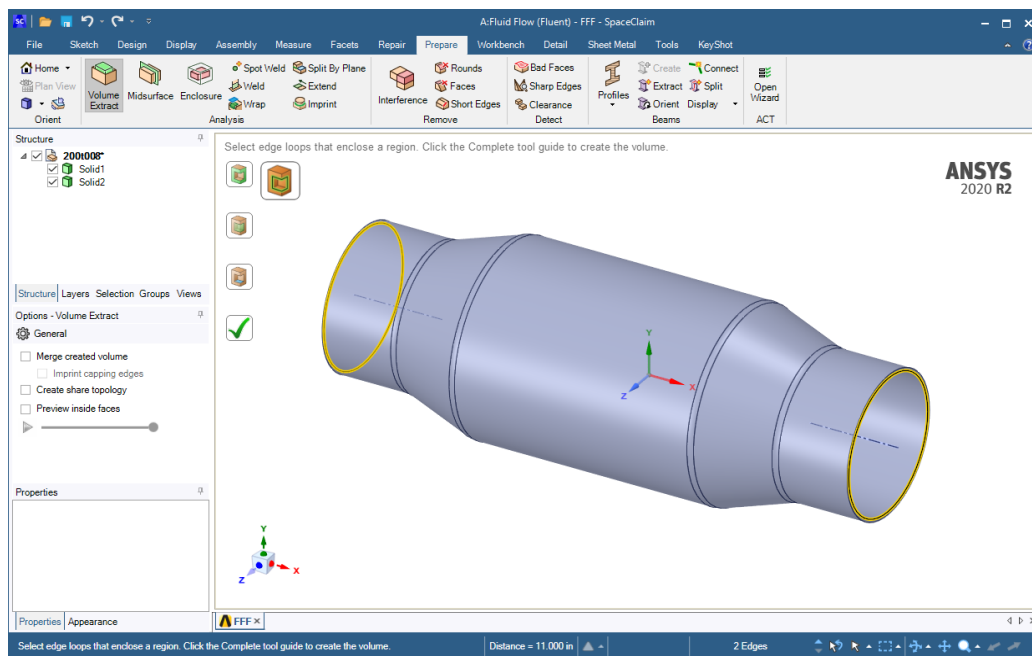 A:Fluid Flow (Fluent) - FFF - SpaceClaim
File Sketch Design Display Assembly Measure Facets Repair Prepare Workbench Detail Sheet Metal Tools KeyShot
Home
Plan View
Orient
Volume Extract
Midsurface
Enclosure
Spot Weld
Weld
Wrap
Split By Plane
Extend
Imprint
Analysis
Interference
Rounds
Faces
Short Edges
Remove
Bad Faces
Sharp Edges
Clearance
Detect
Profiles
Create
Extract
Orient
Connect
Split
Display
Beams
Open Wizard
ACT
Structure
200t008*
Solid1
Solid2
Structure Layers Selection Groups Views
Options - Volume Extract
General
Merge created volume
Imprint capping edges
Create share topology
Preview inside faces
Properties
Properties Appearance
Select edge loops that enclose a region. Click the Complete tool guide to create the volume.
ANSYS
2020 R2
Y
X
Z
Y
X
Z
FFF
Select edge loops that enclose a region. Click the Complete tool guide to create the volume.
Distance = 11.000 in
2 Edges